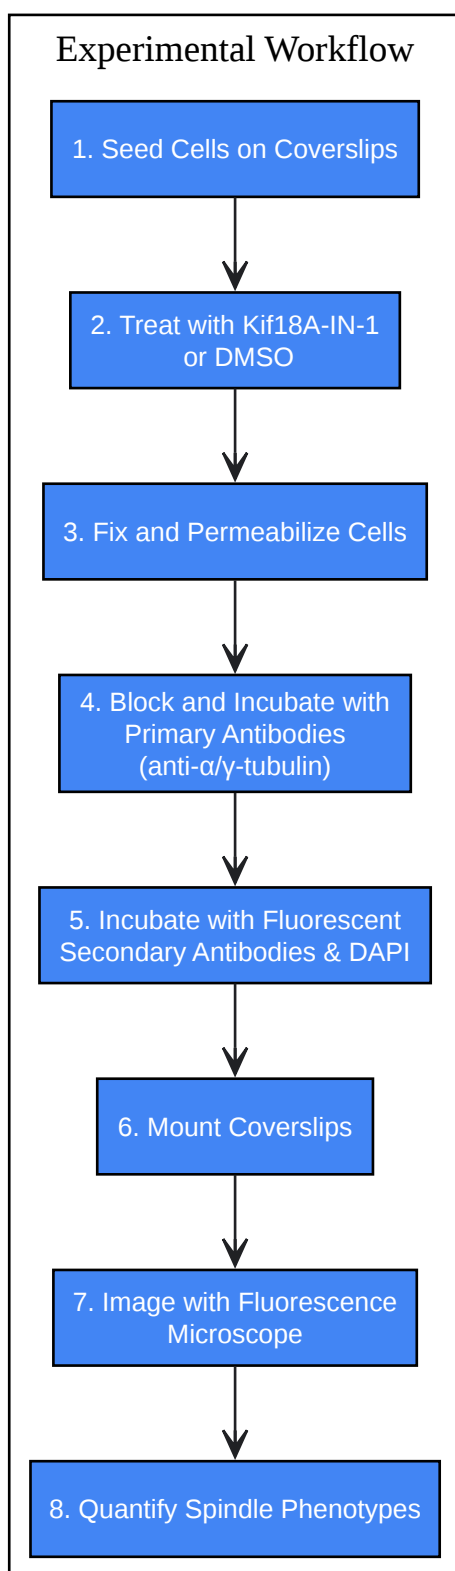 Experimental Workflow
1. Seed Cells on Coverslips
2. Treat with Kif18A-IN-1
or DMSO
3. Fix and Permeabilize Cells
4. Block and Incubate with
Primary Antibodies
(anti-α/γ-tubulin)
5. Incubate with Fluorescent
Secondary Antibodies & DAPI
6. Mount Coverslips
7. Image with Fluorescence
Microscope
8. Quantify Spindle Phenotypes